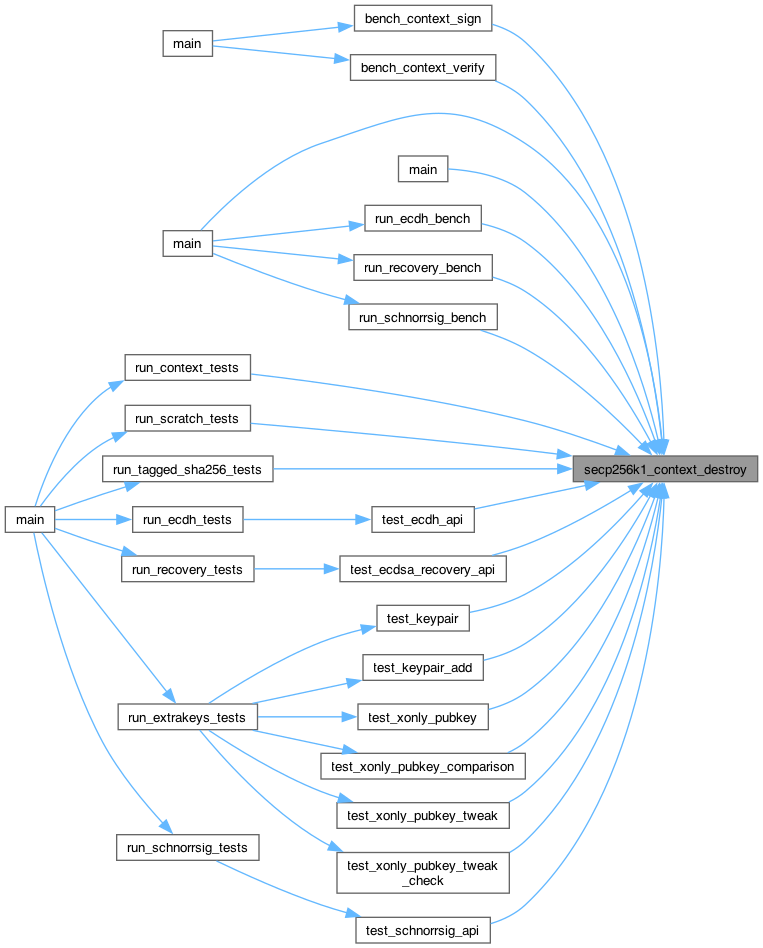 bench_context_sign
main
bench_context_verify
main
run_ecdh_bench
main
run_recovery_bench
run_schnorrsig_bench
run_context_tests
run_scratch_tests
run_tagged_sha256_tests
secp256k1_context_destroy
main
run_ecdh_tests
test_ecdh_api
run_recovery_tests
test_ecdsa_recovery_api
test_keypair
test_keypair_add
run_extrakeys_tests
test_xonly_pubkey
test_xonly_pubkey_comparison
test_xonly_pubkey_tweak
run_schnorrsig_tests
test_xonly_pubkey_tweak
_check
test_schnorrsig_api